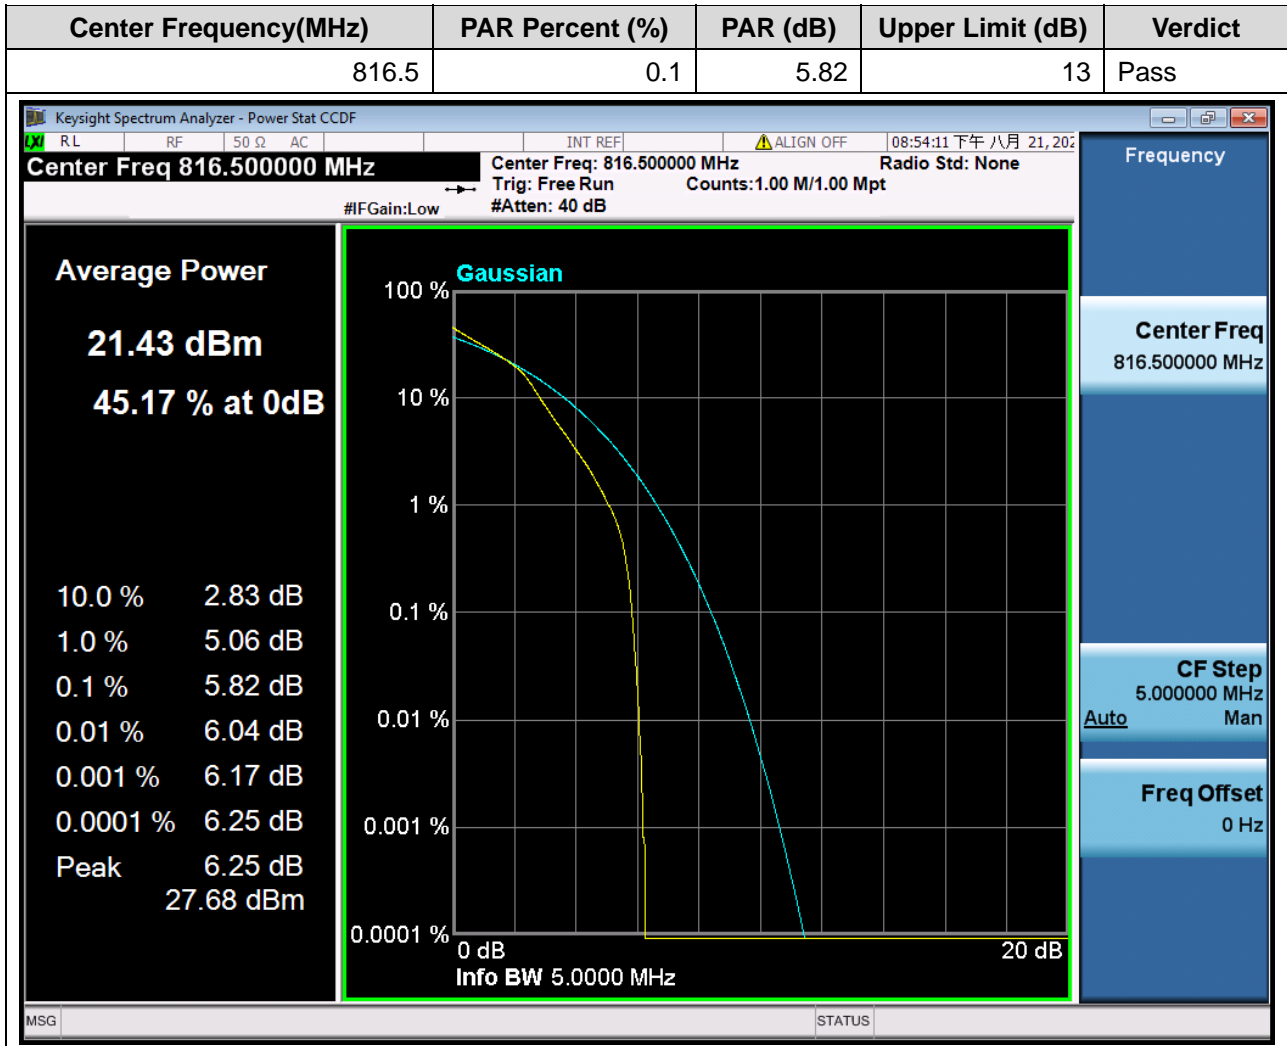 Center Frequency(MHz) PAR Percent (%) PAR (dB) Upper Limit (dB) Verdict
816.5 0.1 5.82 13 Pass
Keysight Spectrum Analyzer - Power Stat CCDF
LXI RL RF 50 Ω AC INT REF ALIGN OFF 08:54:11 下午 八月 21, 202
Center Freq 816.500000 MHz
Center Freq: 816.500000 MHz Radio Std: None
Trig: Free Run Counts:1.00 M/1.00 Mpt
#IFGain:Low #Atten: 40 dB
Average Power
21.43 dBm
45.17 % at 0dB
10.0 % 2.83 dB
1.0 % 5.06 dB
0.1 % 5.82 dB
0.01 % 6.04 dB
0.001 % 6.17 dB
0.0001 % 6.25 dB
Peak 6.25 dB
27.68 dBm
Gaussian
100 %
10 %
1 %
0.1 %
0.01 %
0.001 %
0.0001 %
0 dB 20 dB
Info BW 5.0000 MHz
Frequency
Center Freq
816.500000 MHz
CF Step
5.000000 MHz
Auto Man
Freq Offset
0 Hz
MSG STATUS